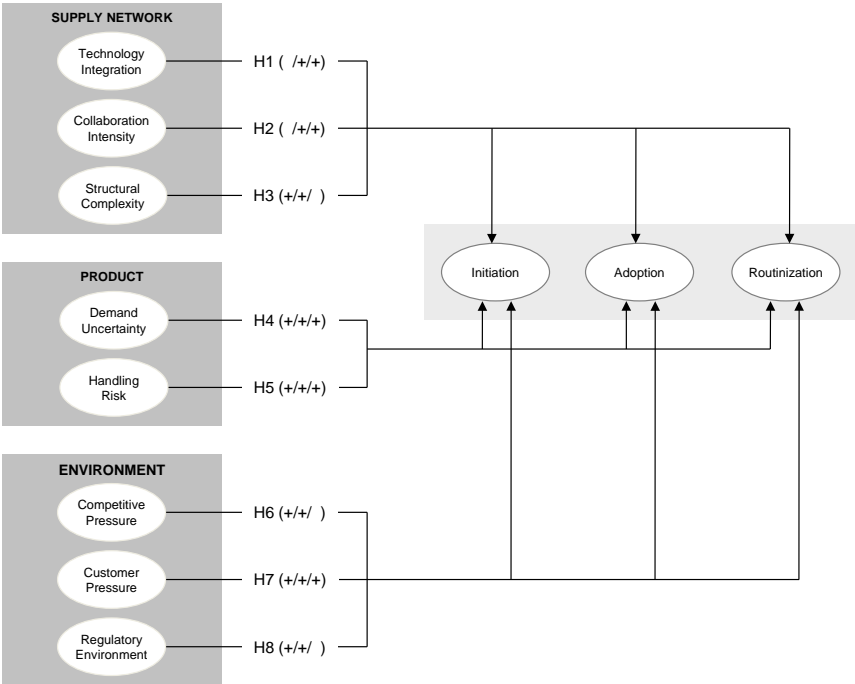 SUPPLY NETWORK
Technology
Integration
H1 ( /+/+)
Collaboration
Intensity
H2 ( /+/+)
Structural
Complexity
H3 (+/+/ )
Initiation
Adoption
Routinization
PRODUCT
Demand
Uncertainty
H4 (+/+/+)
Handling
Risk
H5 (+/+/+)
ENVIRONMENT
Competitive
Pressure
H6 (+/+/ )
Customer
Pressure
H7 (+/+/+)
Regulatory
Environment
H8 (+/+/ )